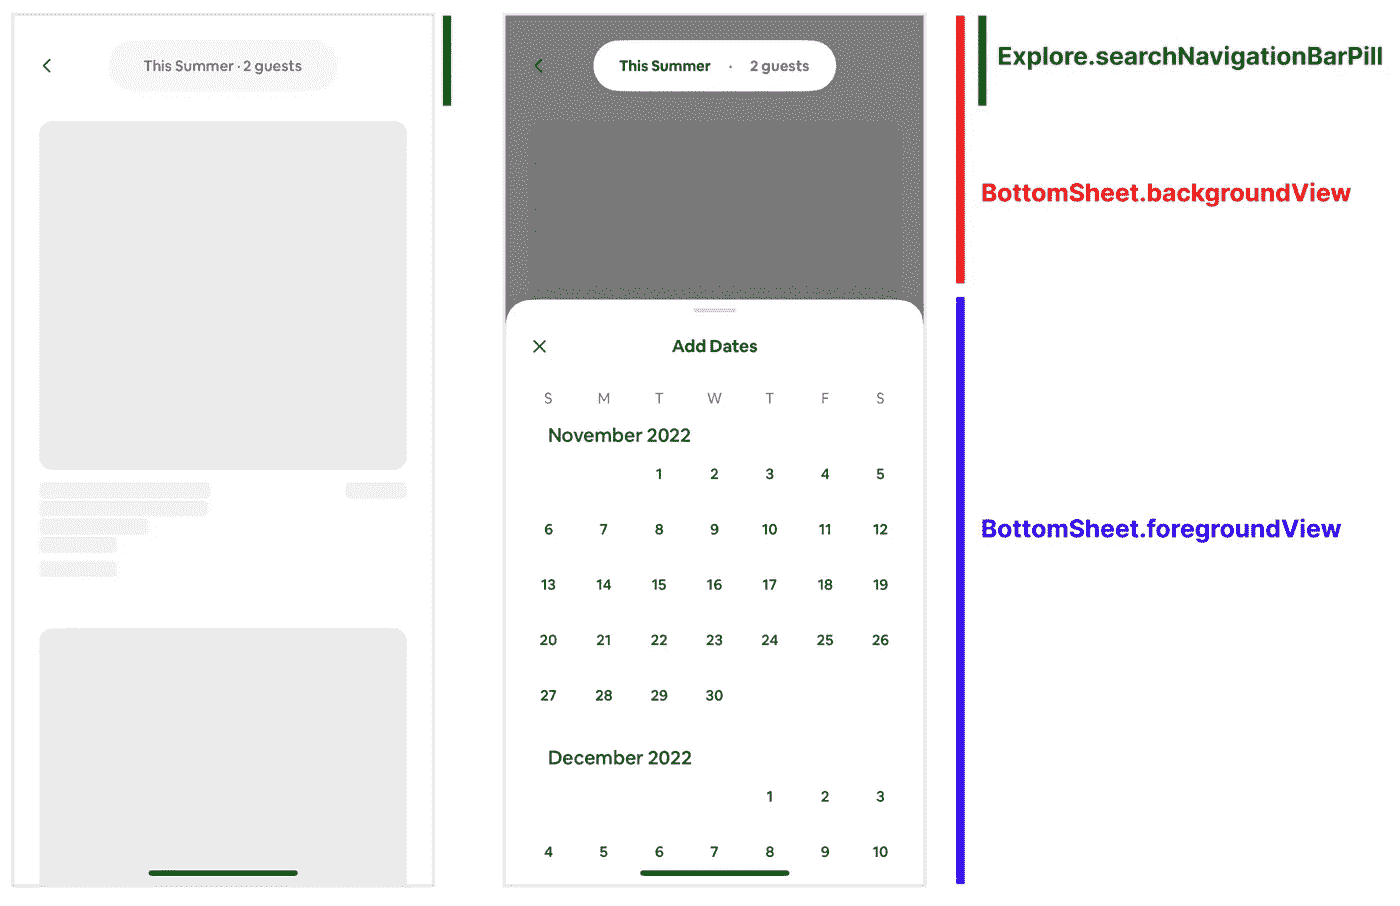 This Summer · 2 guests
This Summer · 2 guests
Explore.searchNavigationBarPill
BottomSheet.backgroundView
Add Dates
S M T W T F S
November 2022
1 2 3 4 5
6 7 8 9 10 11 12
13 14 15 16 17 18 19
20 21 22 23 24 25 26
27 28 29 30
December 2022
1 2 3
4 5 6 7 8 9 10
BottomSheet.foregroundView